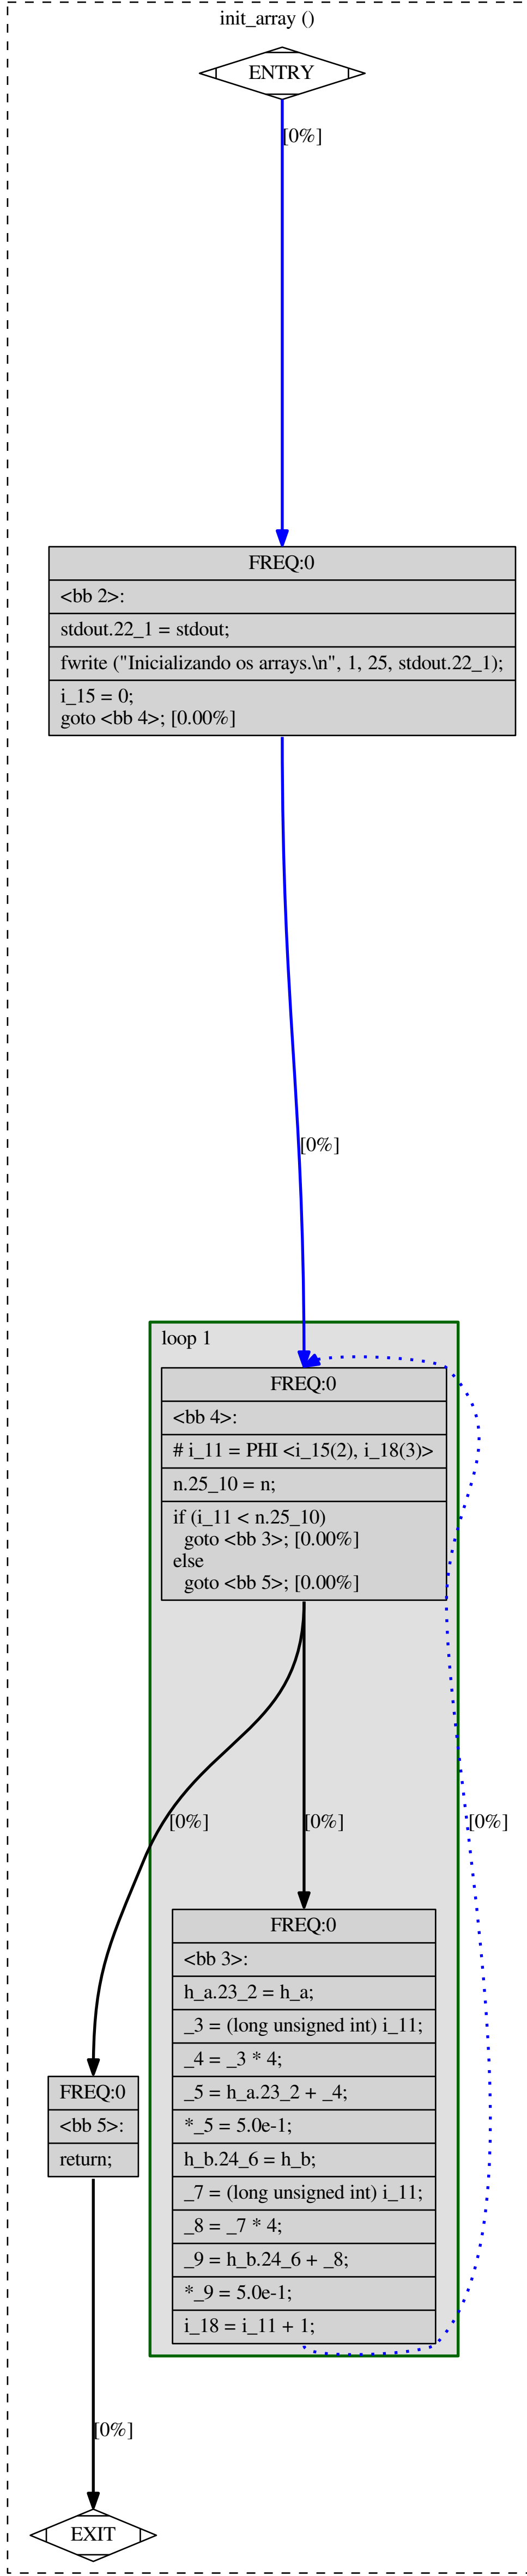 init_array ()
ENTRY
[0%]
FREQ:0
<bb 2>:
stdout.22_1 = stdout;
fwrite ("Inicializando os arrays.\n", 1, 25, stdout.22_1);
i_15 = 0;
goto <bb 4>; [0.00%]
[0%]
loop 1
FREQ:0
<bb 4>:
# i_11 = PHI <i_15(2), i_18(3)>
n.25_10 = n;
if (i_11 < n.25_10)
goto <bb 3>; [0.00%]
else
goto <bb 5>; [0.00%]
[0%]
[0%]
[0%]
FREQ:0
<bb 3>:
h_a.23_2 = h_a;
_3 = (long unsigned int) i_11;
_4 = _3 * 4;
_5 = h_a.23_2 + _4;
*_5 = 5.0e-1;
h_b.24_6 = h_b;
_7 = (long unsigned int) i_11;
_8 = _7 * 4;
_9 = h_b.24_6 + _8;
*_9 = 5.0e-1;
i_18 = i_11 + 1;
FREQ:0
<bb 5>:
return;
[0%]
EXIT